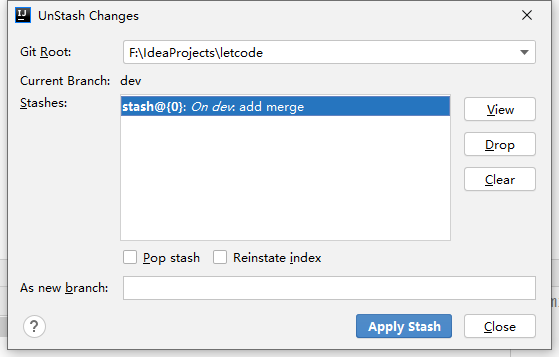 UnStash Changes
Git Root: F:\IdeaProjects\letcode
Current Branch: dev
Stashes: stash@{0}: On dev: add merge
View
Drop
Clear
Pop stash Reinstate index
As new branch:
? Apply Stash Close